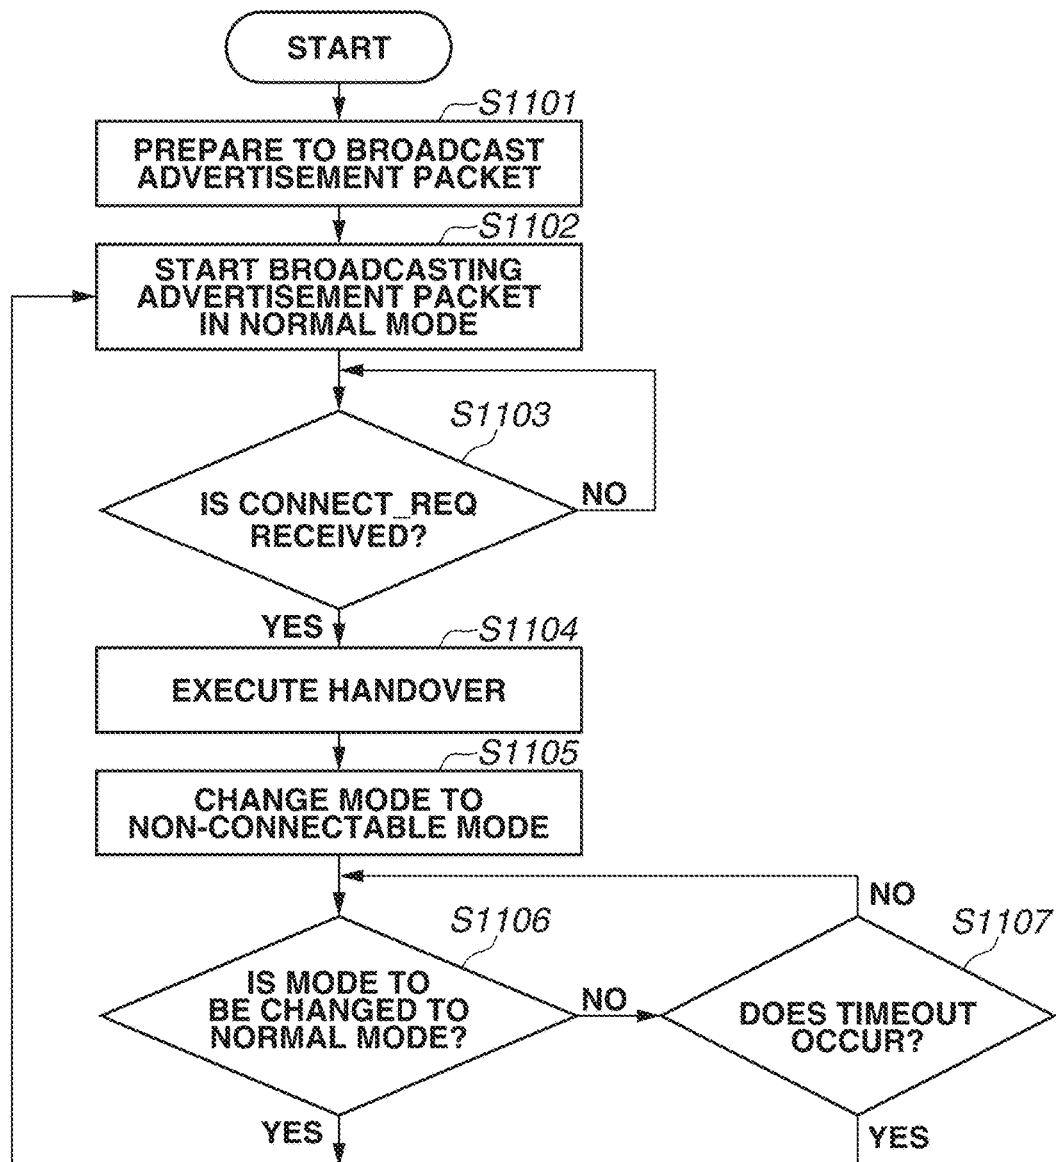 START
S1101
PREPARE TO BROADCAST
ADVERTISEMENT PACKET
S1102
START BROADCASTING
ADVERTISEMENT PACKET
IN NORMAL MODE
S1103
IS CONNECT_REQ
RECEIVED?
NO
YES
S1104
EXECUTE HANDOVER
S1105
CHANGE MODE TO
NON-CONNECTABLE MODE
NO
S1106
S1107
IS MODE TO
BE CHANGED TO
NORMAL MODE?
NO
DOES TIMEOUT
OCCUR?
YES
YES